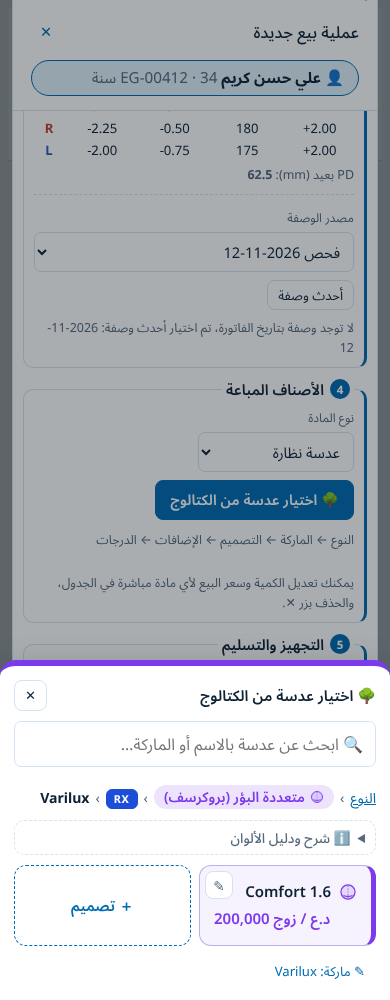 عملية بيع جديدة ×
👤 علي حسن كريم EG-00412 · 34 سنة
R -2.25 -0.50 180 +2.00
L -2.00 -0.75 175 +2.00
PD بعيد (mm): 62.5
مصدر الوصفة
فحص 2026-11-12
أحدث وصفة
لا توجد وصفة بتاريخ الفاتورة، تم اختيار أحدث وصفة: 2026-11-
12
4 الأصناف المباعة
نوع المادة
عدسة نظارة
🌳 اختيار عدسة من الكتالوج
النوع ← الماركة ← التصميم ← الإضافات ← الدرجات
يمكنك تعديل الكمية وسعر البيع لأي مادة مباشرة في الجدول،
والحذف بزر ×.
5 التجهيز والتسليم
🌳 اختيار عدسة من الكتالوج ×
🔍 ابحث عن عدسة بالاسم أو الماركة...
النوع › متعددة البؤر (بروكرسف) › RX › Varilux
◀ ℹ️ شرح ودليل الألوان
Comfort 1.6 ✎
200,000 د.ع / زوج
+ تصميم
✎ ماركة: Varilux